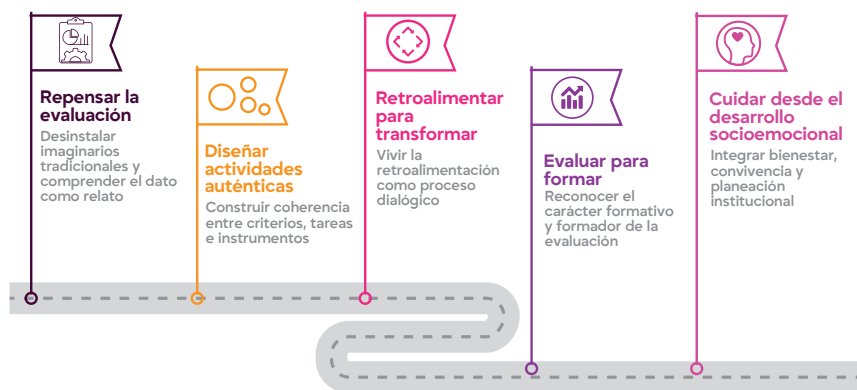 Repensar la
evaluación
Desinstalar
imaginarios
tradicionales y
comprender el dato
como relato
Diseñar
actividades
auténticas
Construir coherencia
entre criterios, tareas
e instrumentos
Retroalimentar
para
transformar
Vivir la
retroalimentación
como proceso
dialógico
Evaluar para
formar
Reconocer el
carácter formativo
y formador de la
evaluación
Cuidar desde el
desarrollo
socioemocional
Integrar bienestar,
convivencia y
planeación
institucional